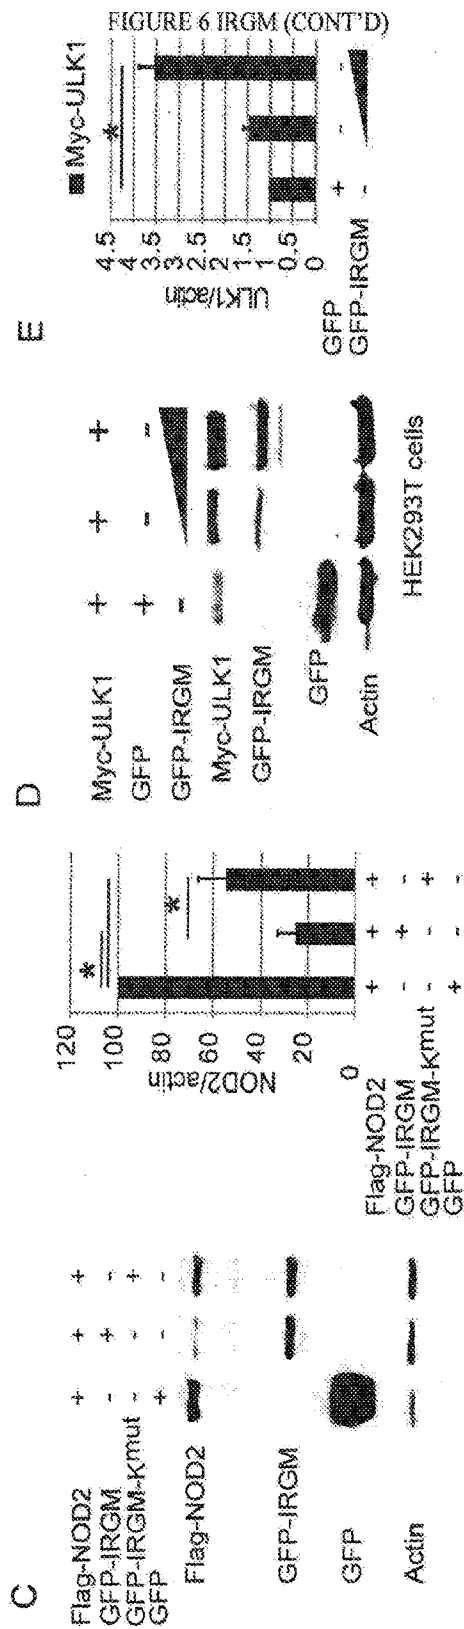 FIGURE 6 IRGM (CONT'D)
C
Flag-NOD2 + + +
GFP-IRGM - + -
GFP-IRGM-Kmut - - +
GFP + - -
Flag-NOD2
GFP-IRGM
GFP
Actin
NOD2/actin
120
100
80
60
40
20
0
*
*
Flag-NOD2 + + +
GFP-IRGM - + -
GFP-IRGM-Kmut - - +
GFP + - -
D
Myc-ULK1 + + +
GFP + - -
GFP-IRGM -
Myc-ULK1
GFP-IRGM
GFP
Actin
HEK293T cells
E
Myc-ULK1
ULK1/actin
4.5
4
3.5
3
2.5
2
1.5
1
0.5
0
*
GFP + - -
GFP-IRGM -